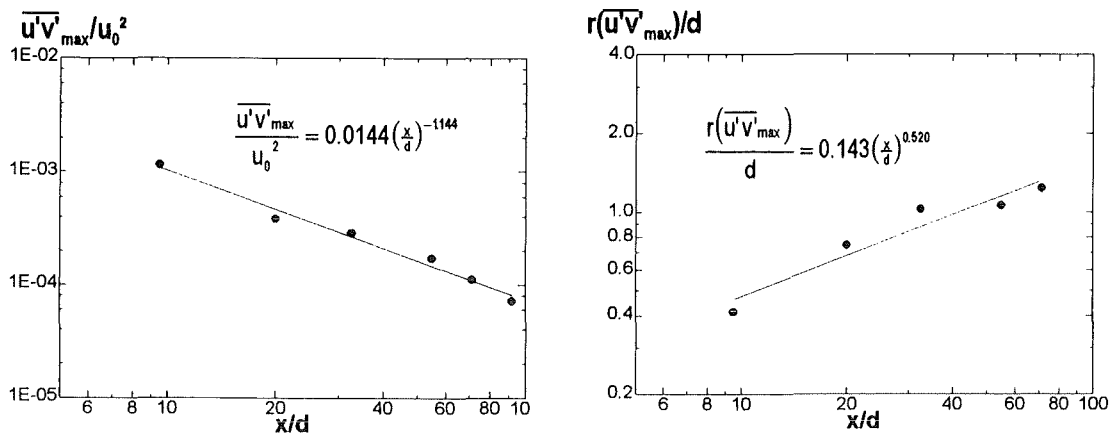 u'v'max/u₀²
1E-02
1E-03
1E-04
1E-05
u'v'max/u₀² = 0.0144(x/d)^-1.144
6 8 10 20 40 60 80 10
x/d
r(u'v'max)/d
4.0
2.0
1.0
0.8
0.6
0.4
0.2
r(u'v'max)/d = 0.143(x/d)^0.520
6 8 10 20 40 60 80 100
x/d